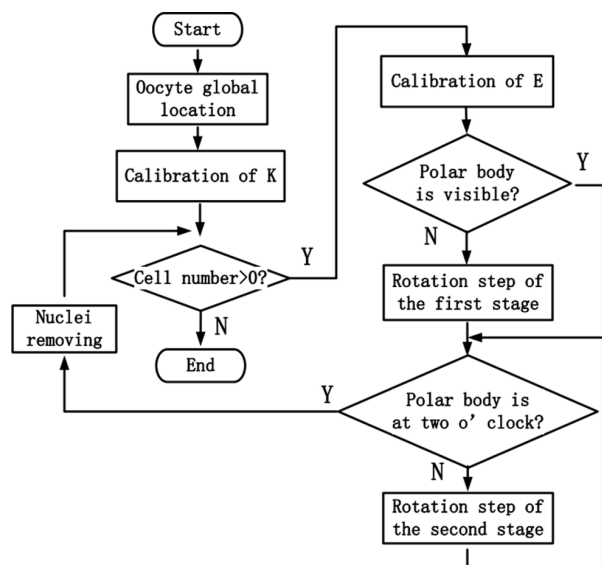 Start
Oocyte global
location
Calibration of K
Cell number>0?
Y
N
End
Nuclei
removing
Calibration of E
Polar body
is visible?
Y
N
Rotation step of
the first stage
Polar body is
at two o' clock?
Y
N
Rotation step of
the second stage